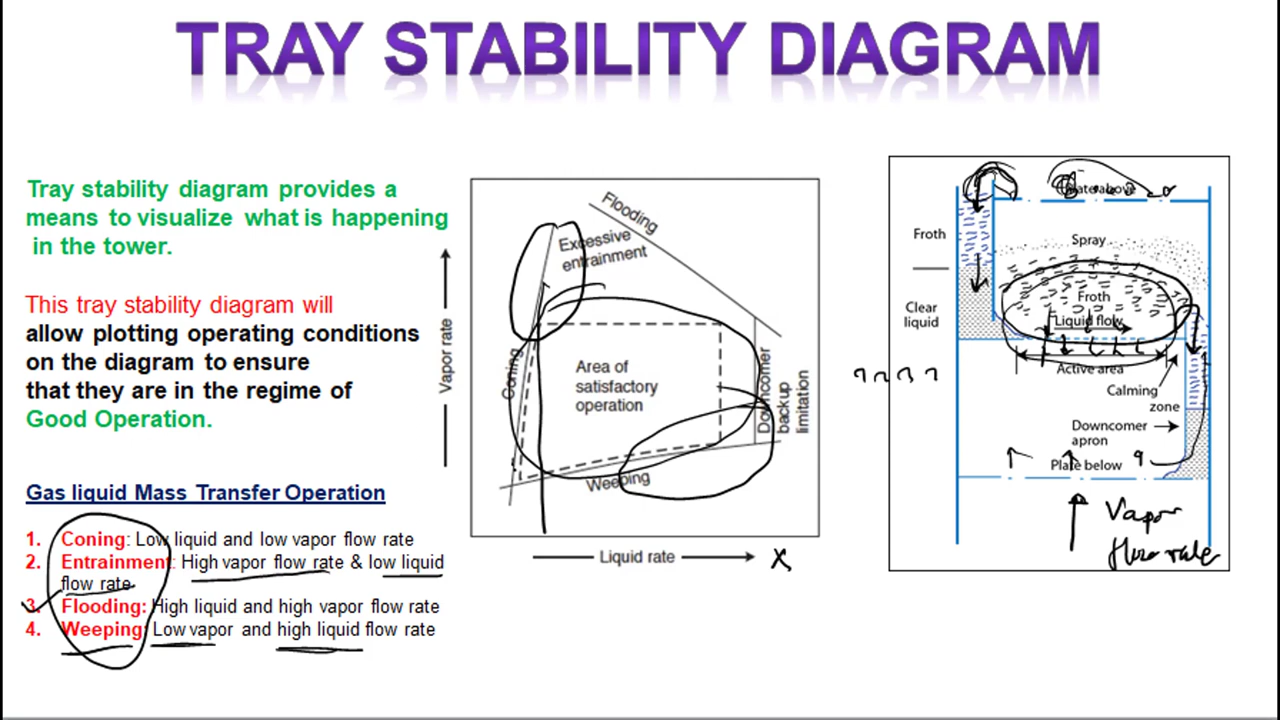 TRAY STABILITY DIAGRAM
Tray stability diagram provides a
means to visualize what is happening
in the tower.
This tray stability diagram will
allow plotting operating conditions
on the diagram to ensure
that they are in the regime of
Good Operation.
Gas liquid Mass Transfer Operation
1. Coning: Low liquid and low vapor flow rate
2. Entrainment: High vapor flow rate & low liquid
flow rate
3. Flooding: High liquid and high vapor flow rate
4. Weeping: Low vapor and high liquid flow rate
Flooding
Excessive
entrainment
Vapor rate
Coning
Area of
satisfactory
operation
Downcomer
backup
limitation
Weeping
Liquid rate
X
Plate above
Froth
Spray
Froth
Clear
liquid
Liquid flow
Active area
Calming
zone
Downcomer
apron
Plate below
Vapor
flow rate